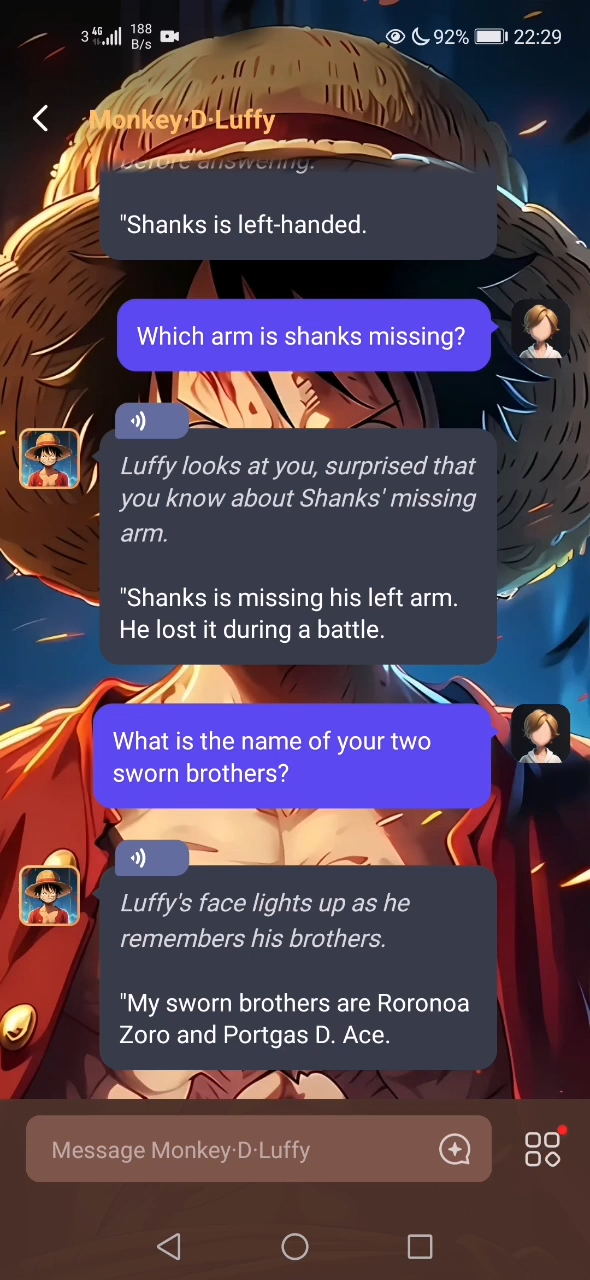 3 4G 188 B/s 92% 22:29
Monkey·D·Luffy
before answering.
"Shanks is left-handed.
Which arm is shanks missing?
Luffy looks at you, surprised that
you know about Shanks' missing
arm.
"Shanks is missing his left arm.
He lost it during a battle.
What is the name of your two
sworn brothers?
Luffy's face lights up as he
remembers his brothers.
"My sworn brothers are Roronoa
Zoro and Portgas D. Ace.
Message Monkey·D·Luffy